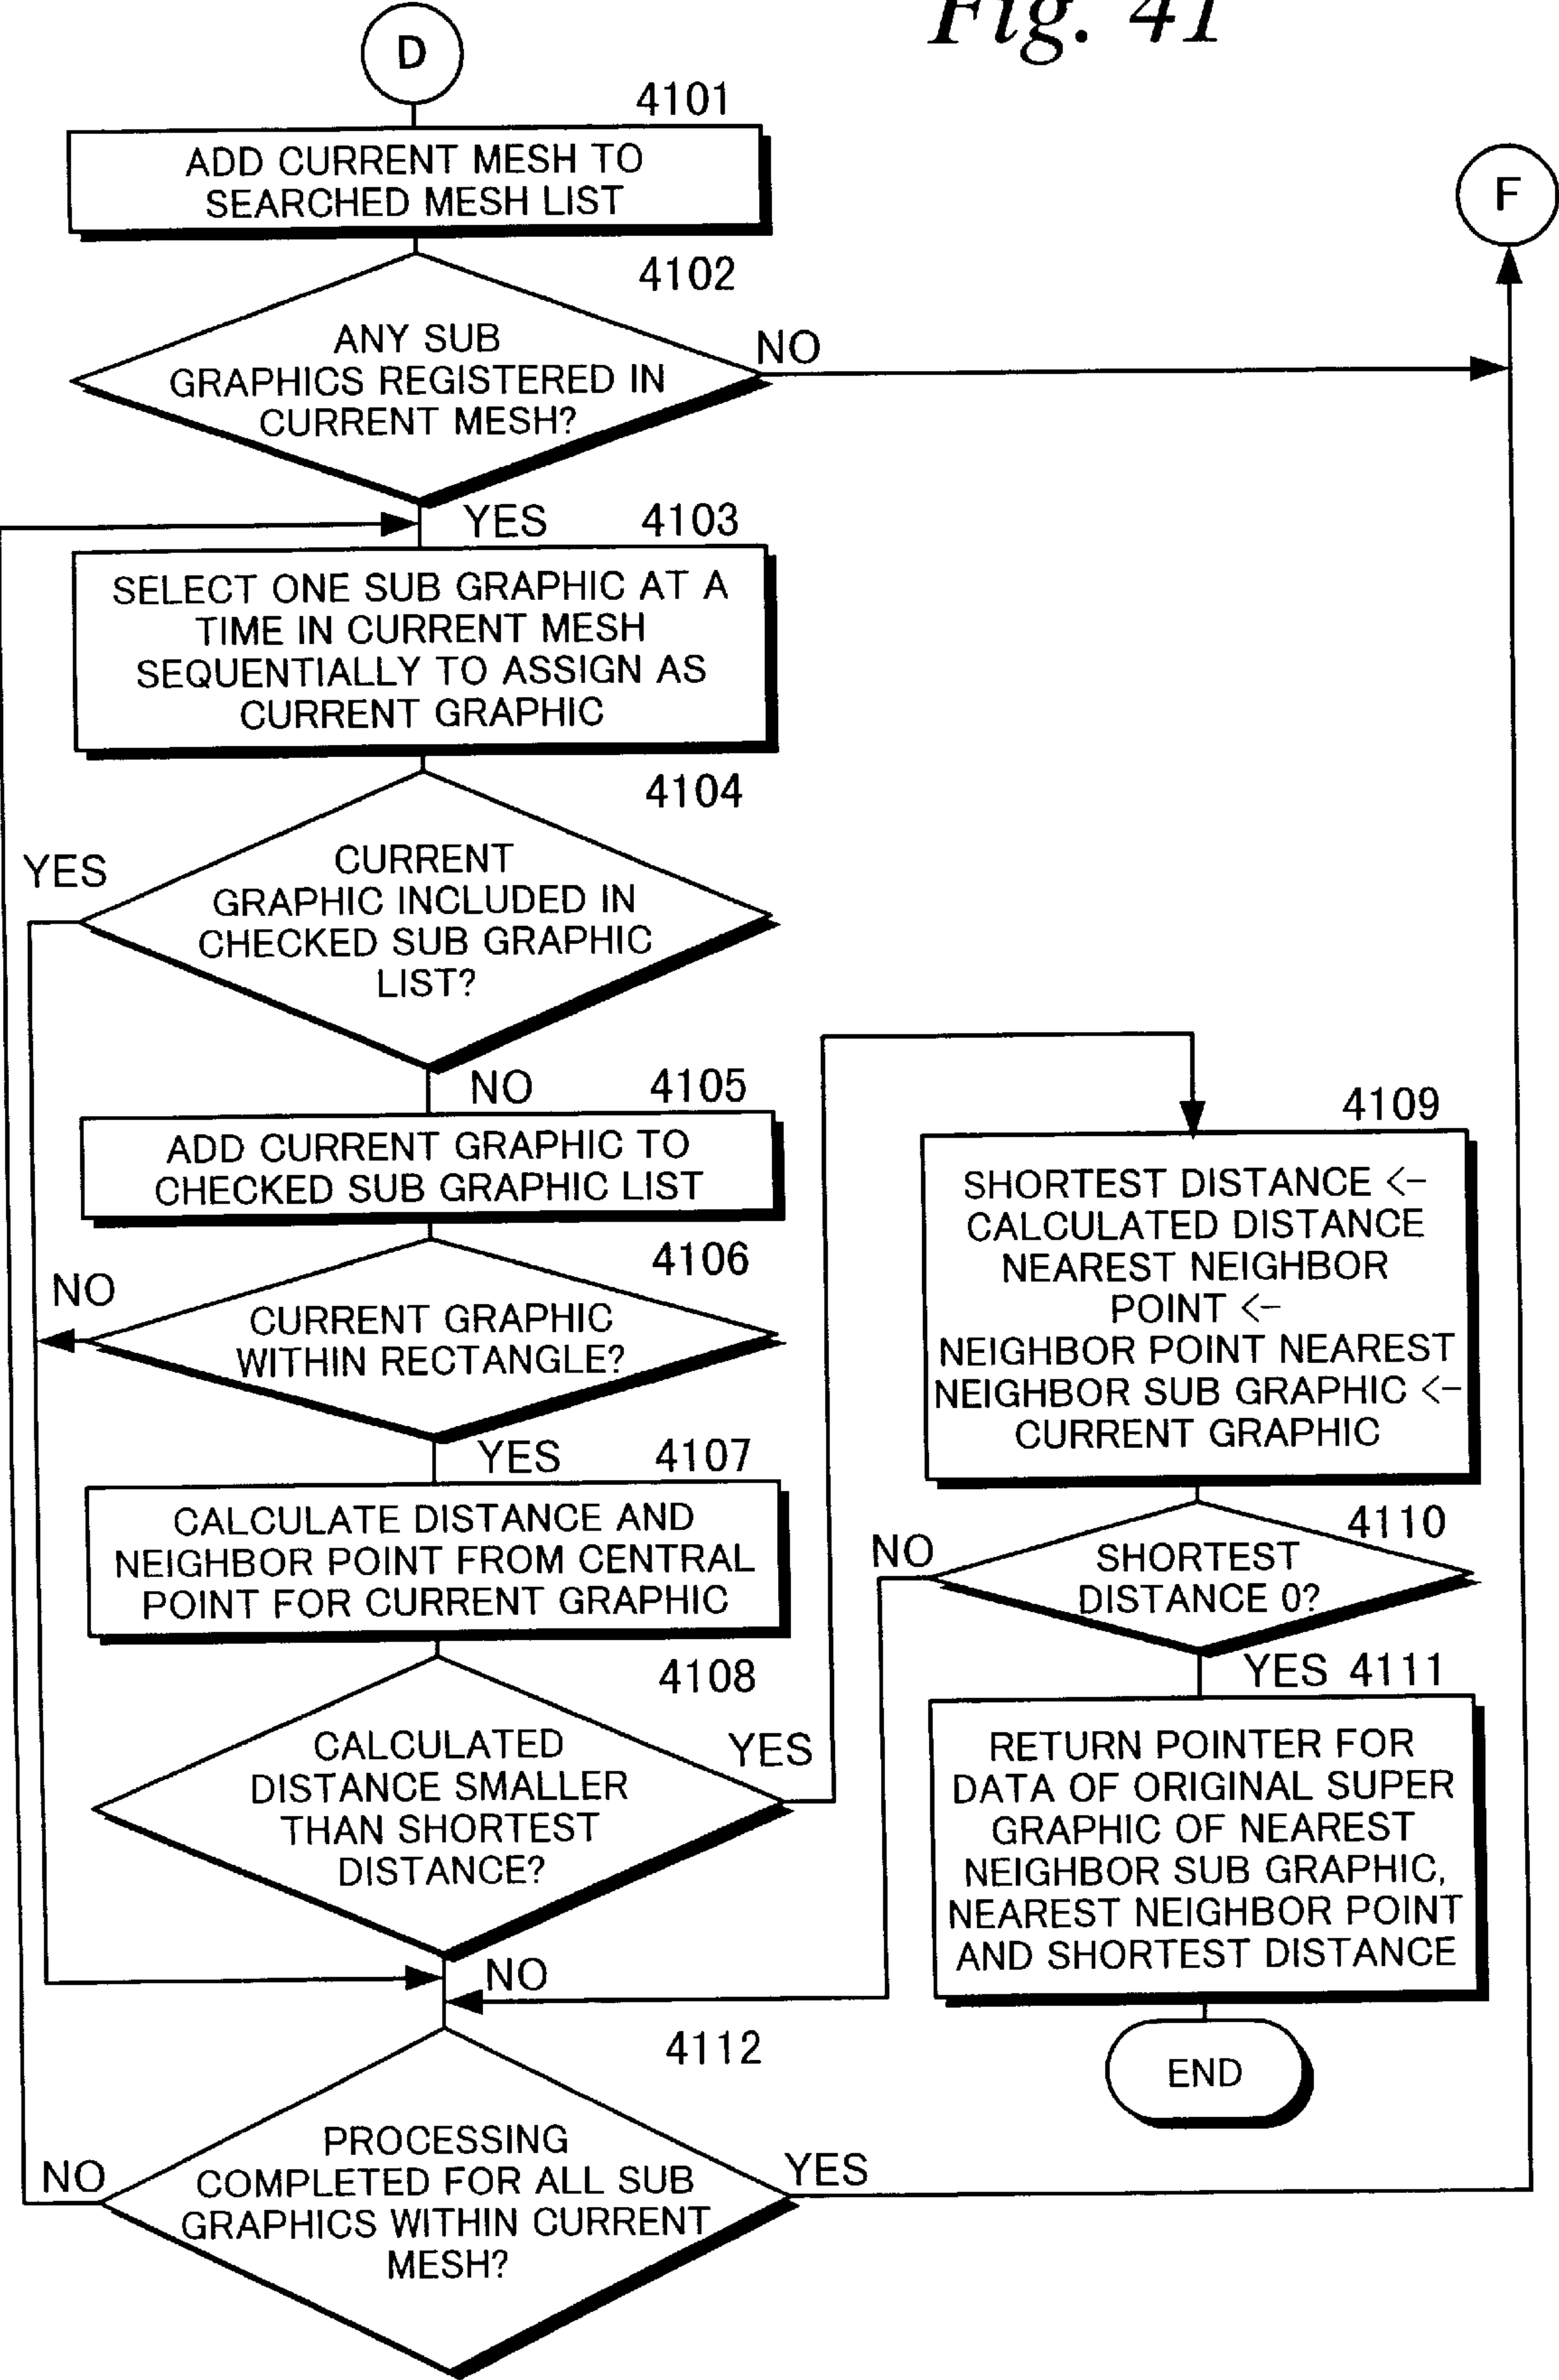 Fig. 41
D
4101
ADD CURRENT MESH TO
SEARCHED MESH LIST
F
4102
ANY SUB
GRAPHICS REGISTERED IN
CURRENT MESH?
NO
YES
4103
SELECT ONE SUB GRAPHIC AT A
TIME IN CURRENT MESH
SEQUENTIALLY TO ASSIGN AS
CURRENT GRAPHIC
4104
YES
CURRENT
GRAPHIC INCLUDED IN
CHECKED SUB GRAPHIC
LIST?
NO
4105
ADD CURRENT GRAPHIC TO
CHECKED SUB GRAPHIC LIST
4106
NO
CURRENT GRAPHIC
WITHIN RECTANGLE?
YES
4107
CALCULATE DISTANCE AND
NEIGHBOR POINT FROM CENTRAL
POINT FOR CURRENT GRAPHIC
4108
CALCULATED
DISTANCE SMALLER
THAN SHORTEST
DISTANCE?
YES
NO
4109
SHORTEST DISTANCE <-
CALCULATED DISTANCE
NEAREST NEIGHBOR
POINT <-
NEIGHBOR POINT NEAREST
NEIGHBOR SUB GRAPHIC <-
CURRENT GRAPHIC
4110
NO
SHORTEST
DISTANCE 0?
YES 4111
RETURN POINTER FOR
DATA OF ORIGINAL SUPER
GRAPHIC OF NEAREST
NEIGHBOR SUB GRAPHIC,
NEAREST NEIGHBOR POINT
AND SHORTEST DISTANCE
END
4112
PROCESSING
COMPLETED FOR ALL SUB
GRAPHICS WITHIN CURRENT
MESH?
NO
YES